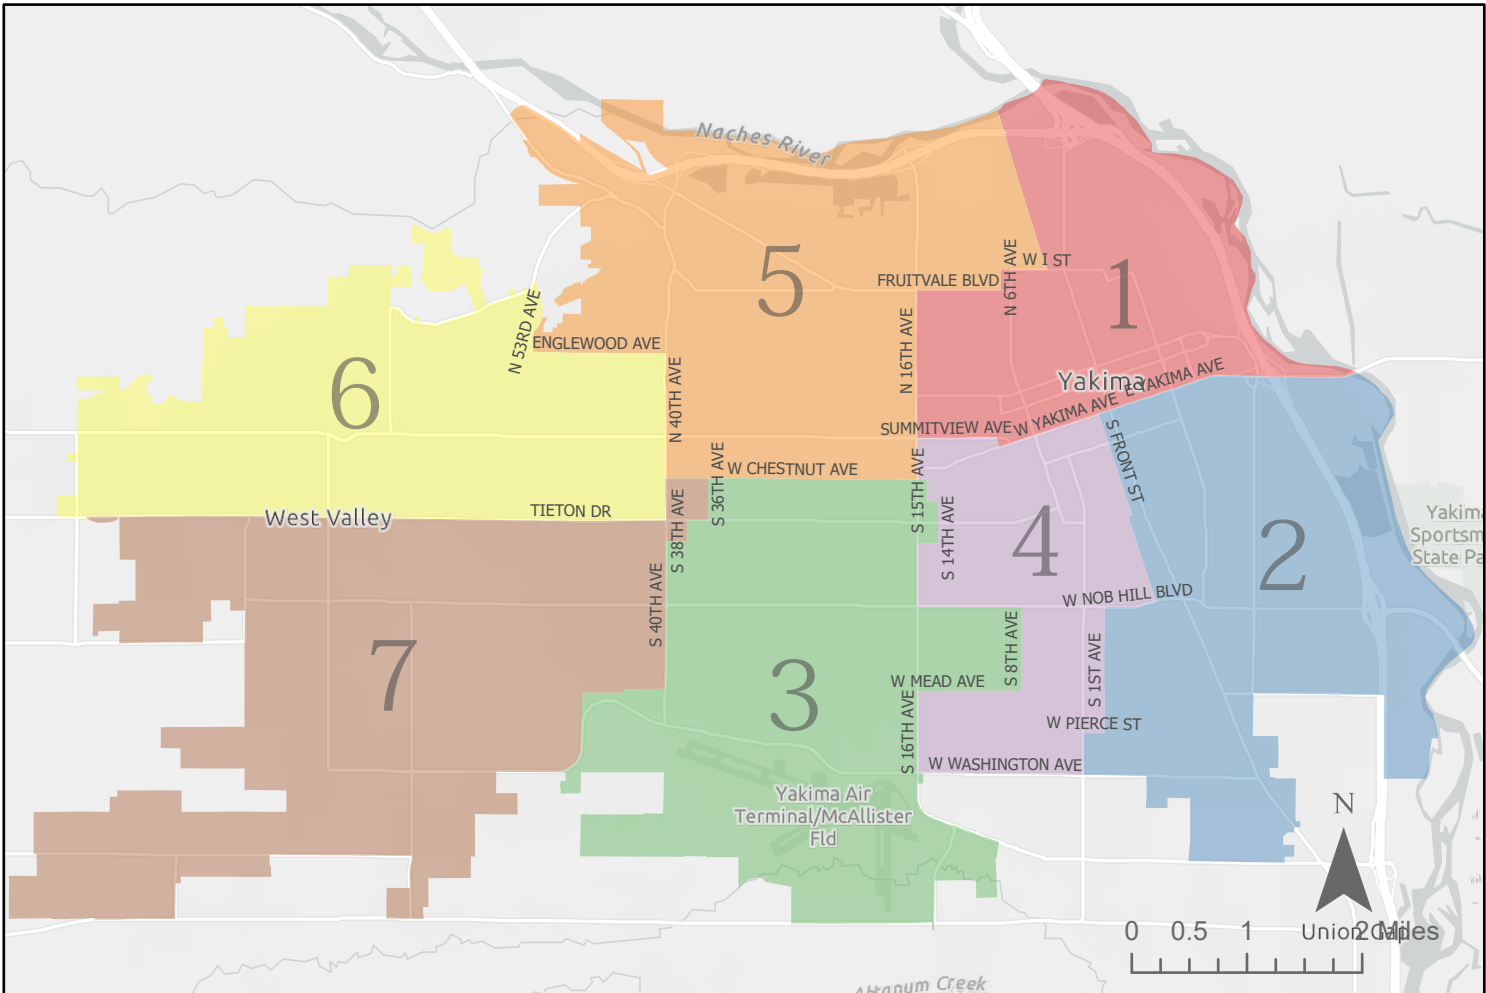 Naches River
5
FRUITVALE BLVD
N 6TH AVE
W I ST
1
N 53RD AVE
ENGLEWOOD AVE
N 16TH AVE
6
N 40TH AVE
Yakima
E YAKIMA AVE
W YAKIMA AVE
SUMMITVIEW AVE
S FRONT ST
W CHESTNUT AVE
S 36TH AVE
S 15TH AVE
West Valley
TIETON DR
S 38TH AVE
S 14TH AVE
4
2
Yakima
Sportsm
State Pa
S 40TH AVE
W NOB HILL BLVD
7
3
S 8TH AVE
S 1ST AVE
W MEAD AVE
S 16TH AVE
W PIERCE ST
W WASHINGTON AVE
Yakima Air
Terminal/McAllister
Fld
N
0 0.5 1 2 Miles
Union Gap
Ahtanum Creek